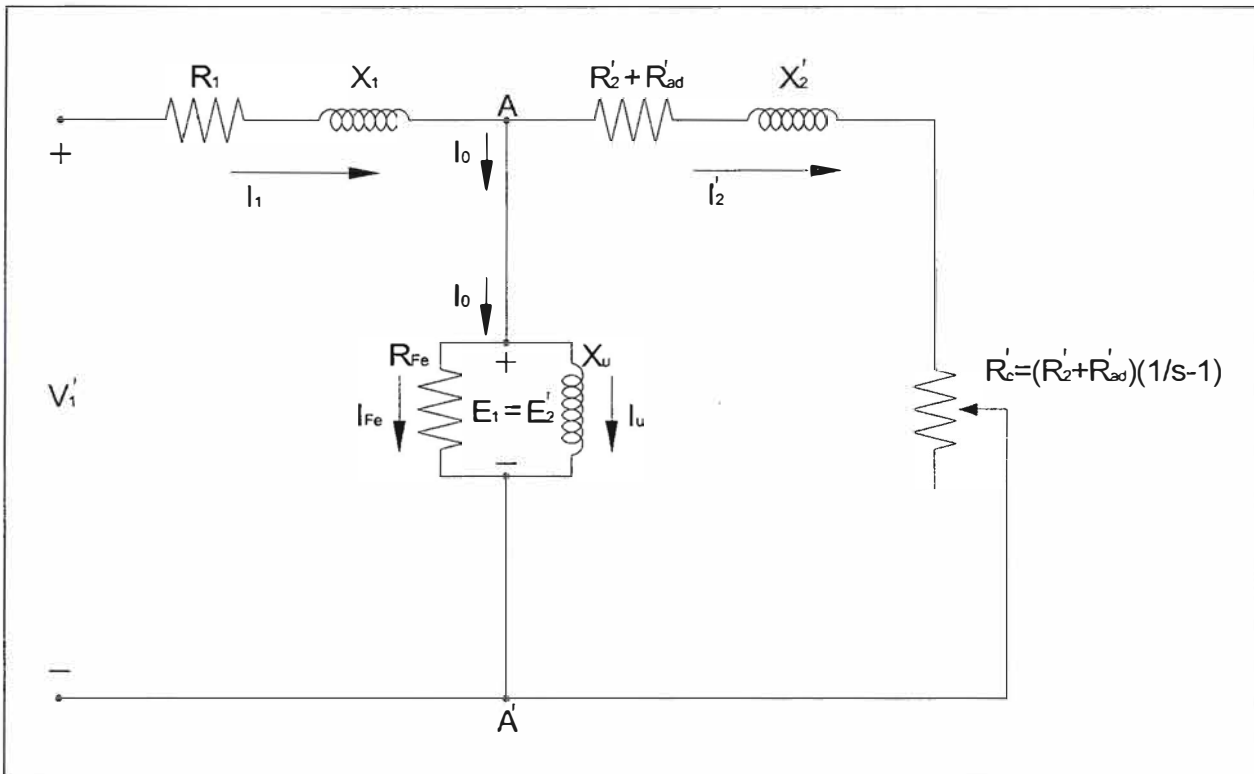 R1
X1
A
R'2 + R'ad
X'2
+
I0
I1
I'2
I0
RFe
+
Xu
V'1
IFe
E1 = E'2
Iu
R'c=(R'2+R'ad)(1/s-1)
−
−
A'